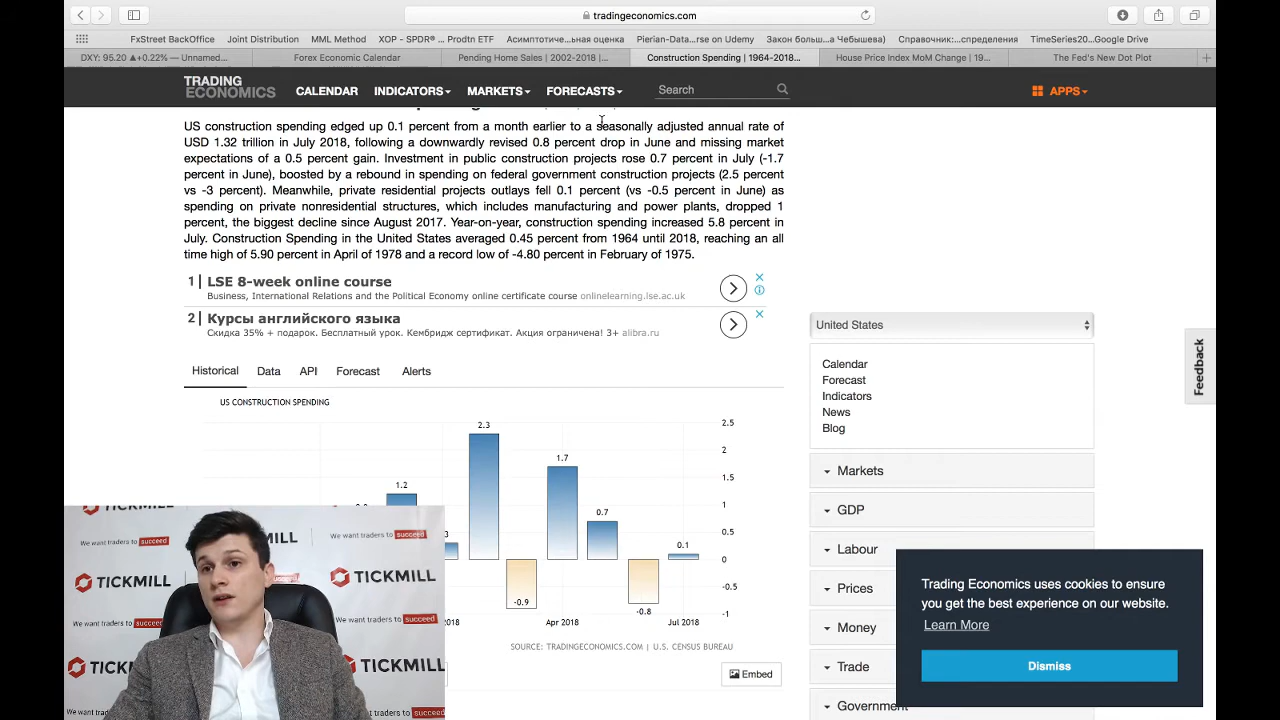 tradingeconomics.com
FxStreet BackOffice Joint Distribution MML Method XOP - SPDR® ... Prodtn ETF Асимптотиче...ьная оценка Pierian-Data...rse on Udemy Закон больш...а Чебышева) Справочник:...спределения TimeSeries20...Google Drive
DXY: 95.20 ▲+0.22% — Unnamed... Forex Economic Calendar Pending Home Sales | 2002-2018 |... Construction Spending | 1964-2018... House Price Index MoM Change | 19... The Fed's New Dot Plot
TRADING
ECONOMICS
CALENDAR INDICATORS MARKETS FORECASTS Search APPS
US construction spending edged up 0.1 percent from a month earlier to a seasonally adjusted annual rate of
USD 1.32 trillion in July 2018, following a downwardly revised 0.8 percent drop in June and missing market
expectations of a 0.5 percent gain. Investment in public construction projects rose 0.7 percent in July (-1.7
percent in June), boosted by a rebound in spending on federal government construction projects (2.5 percent
vs -3 percent). Meanwhile, private residential projects outlays fell 0.1 percent (vs -0.5 percent in June) as
spending on private nonresidential structures, which includes manufacturing and power plants, dropped 1
percent, the biggest decline since August 2017. Year-on-year, construction spending increased 5.8 percent in
July. Construction Spending in the United States averaged 0.45 percent from 1964 until 2018, reaching an all
time high of 5.90 percent in April of 1978 and a record low of -4.80 percent in February of 1975.
1 LSE 8-week online course
Business, International Relations and the Political Economy online certificate course onlinelearning.lse.ac.uk
2 Курсы английского языка
Скидка 35% + подарок. Бесплатный урок. Кембридж сертификат. Акция ограничена! 3+ alibra.ru
Historical Data API Forecast Alerts
US CONSTRUCTION SPENDING
2.5
2
1.5
1
0.5
0
-0.5
-1
1.2
2.3
-0.9
1.7
0.7
-0.8
0.1
2018 Apr 2018 Jul 2018
SOURCE: TRADINGECONOMICS.COM | U.S. CENSUS BUREAU
Embed
United States
Calendar
Forecast
Indicators
News
Blog
Markets
GDP
Labour
Prices
Money
Trade
Government
Feedback
Trading Economics uses cookies to ensure
you get the best experience on our website.
Learn More
Dismiss
We want traders to succeed
We want traders to succeed
TICKMILL
TICKMILL
We want traders to succeed
TICKMILL
TICKMILL
We want